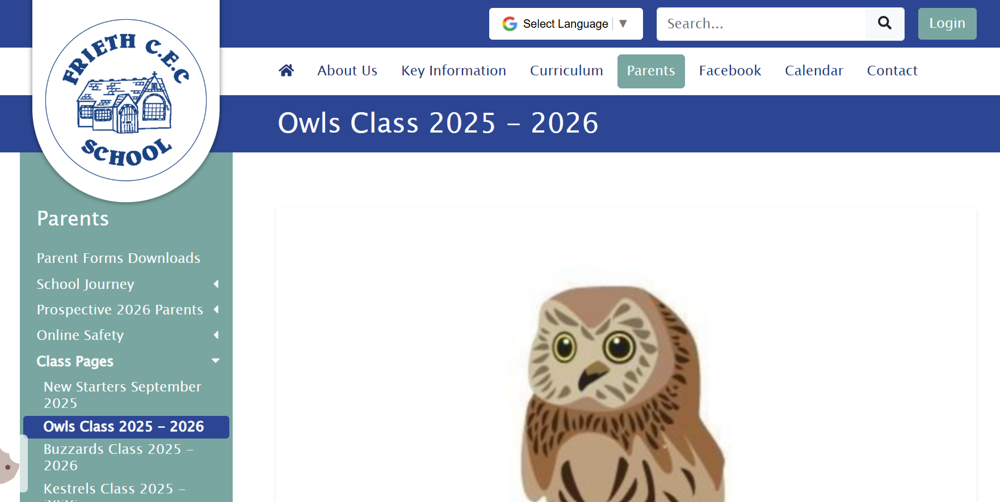 FRIETH C.E.C
SCHOOL
Select Language
Search...
Login
About Us
Key Information
Curriculum
Parents
Facebook
Calendar
Contact
Owls Class 2025 – 2026
Parents
Parent Forms Downloads
School Journey
Prospective 2026 Parents
Online Safety
Class Pages
New Starters September
2025
Owls Class 2025 – 2026
Buzzards Class 2025 –
2026
Kestrels Class 2025 –